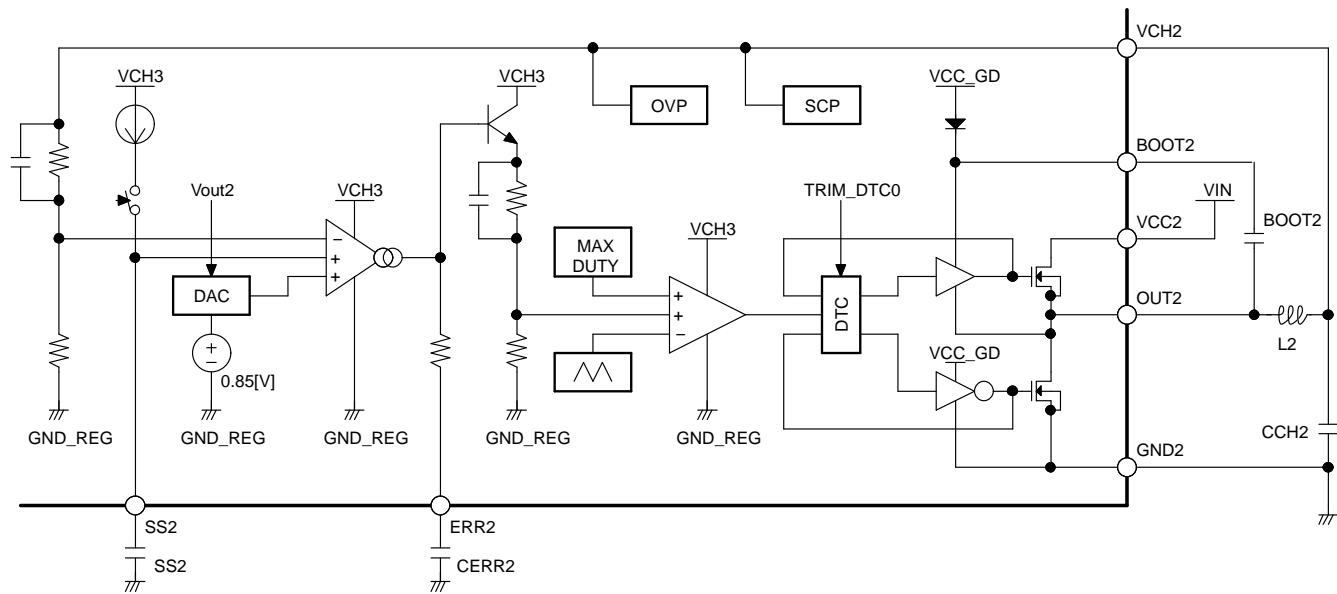 VCH2
VCH3
VCH3
OVP
SCP
VCC_GD
BOOT2
Vout2
VCH3
TRIM_DTC0
VIN
BOOT2
VCC2
MAX
DUTY
VCH3
−
+
+
DAC
+
+
−
DTC
OUT2
L2
+
−
0.85[V]
VCC_GD
GND_REG
GND_REG
GND_REG
GND_REG
GND_REG
CCH2
GND2
SS2
ERR2
SS2
CERR2